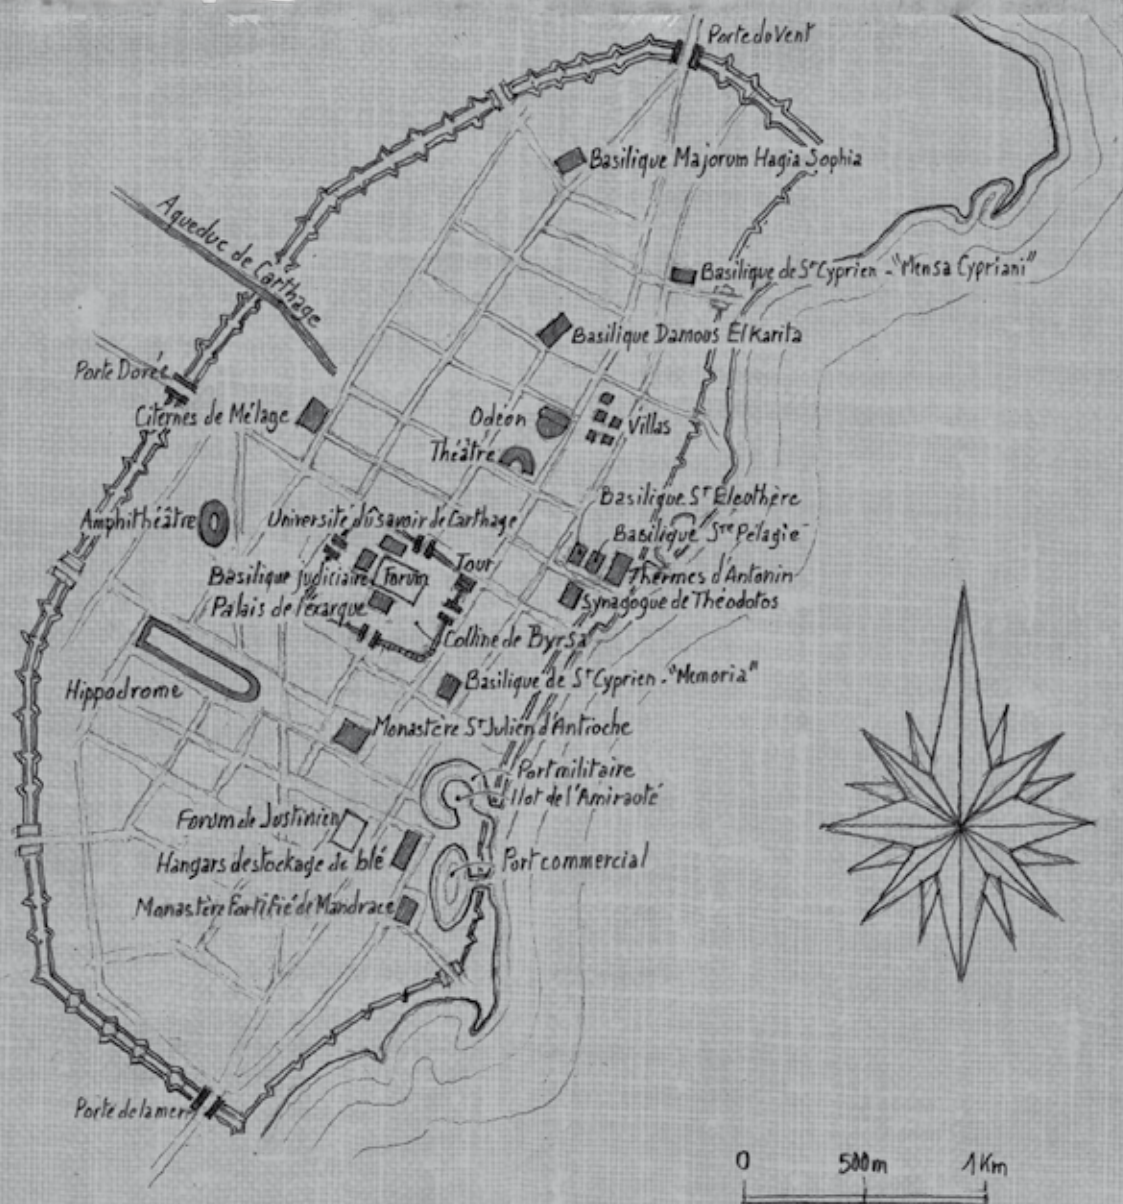 Porte du Vent
Basilique Majorum Hagia Sophia
Aqueduc de Carthage
Basilique de St Cyprien - "Mensa Cypriani"
Basilique Damous El Karita
Porte Dorée
Citernes de Mélage
Odéon
Villas
Théâtre
Basilique St Eleothère
Amphithéâtre
Université du savoir de Carthage
Basilique Ste Pélagie
Tour
Basilique Judiciaire
Forum
Thermes d'Antonin
Palais de l'éxarque
Synagogue de Théodotos
Colline de Byrsa
Hippodrome
Basilique de St Cyprien - "Memoria"
Monastère St Julien d'Antioche
Port militaire
Ilot de l'Amirauté
Forum de Justinien
Hangars de stockage de blé
Port commercial
Monastère Fortifié de Mandrace
Porte de la mer
0 500m 1Km